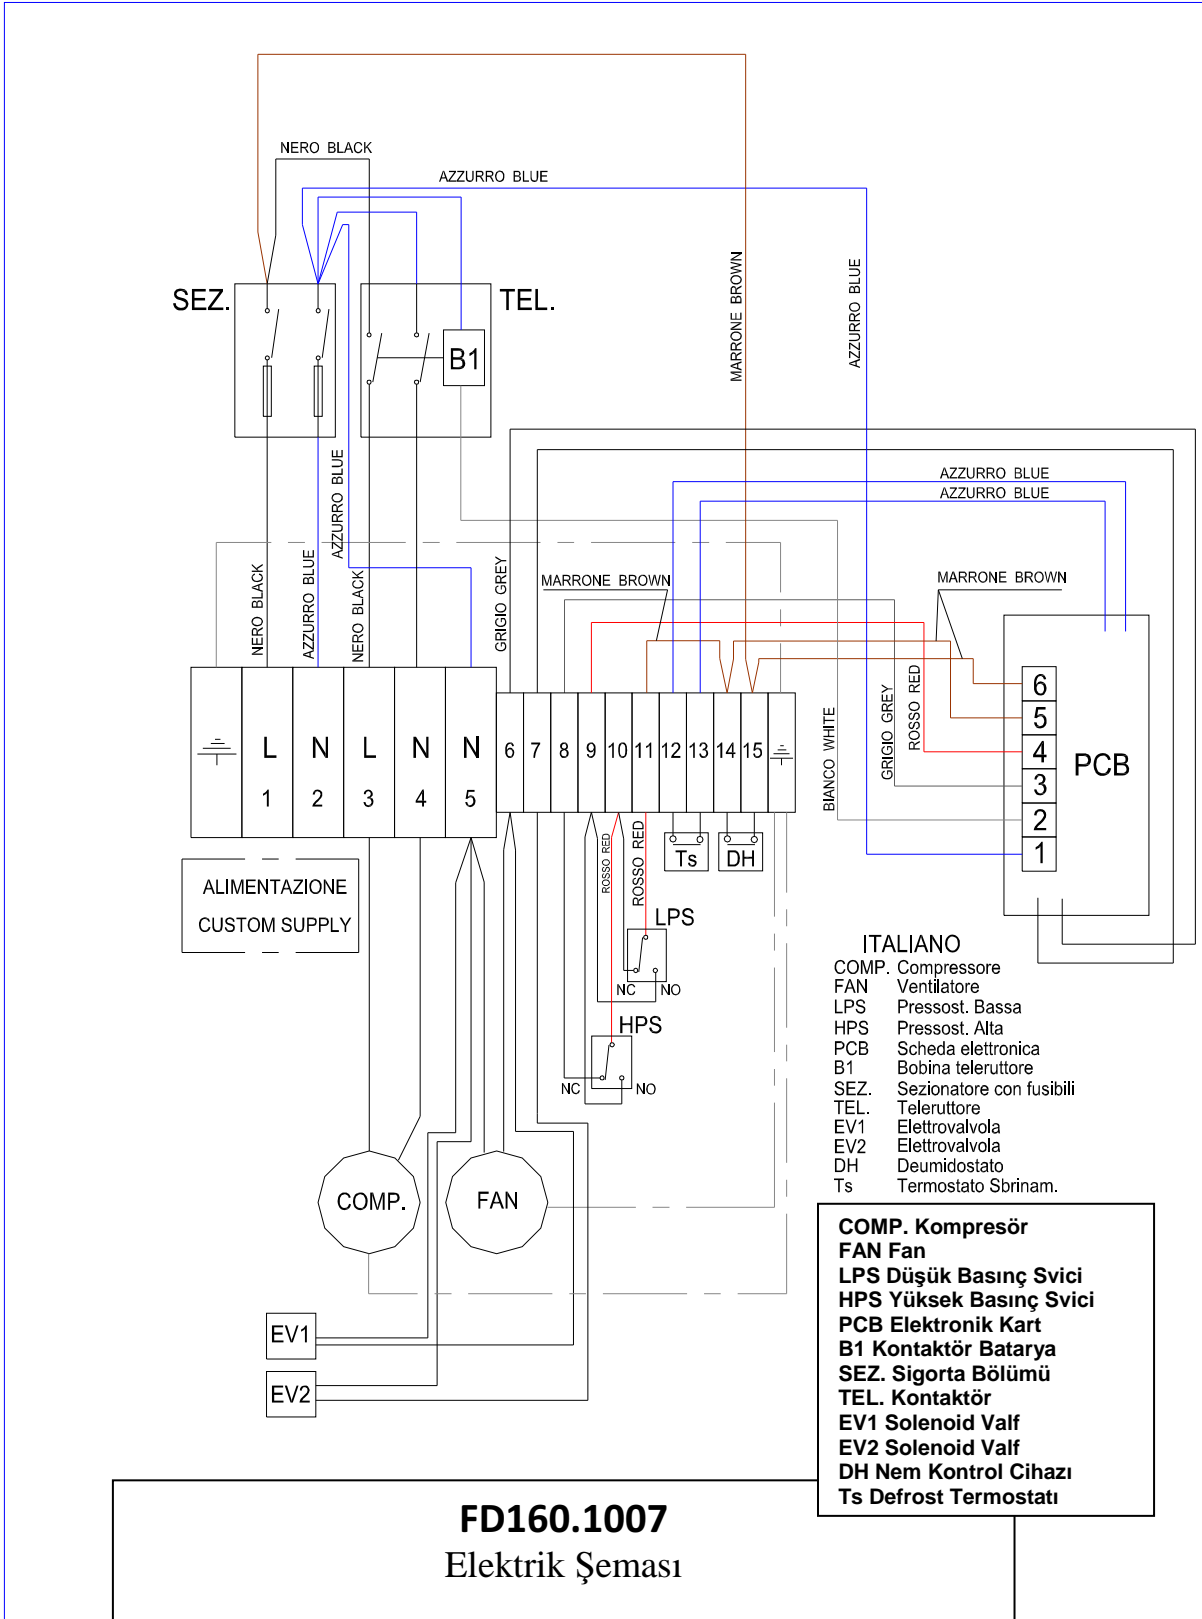 NERO BLACK
AZZURRO BLUE
SEZ.
TEL.
B1
MARRONE BROWN
AZZURRO BLUE
AZZURRO BLUE
AZZURRO BLUE
AZZURRO BLUE
NERO BLACK
AZZURRO BLUE
NERO BLACK
GRIGIO GREY
MARRONE BROWN
MARRONE BROWN
BIANCO WHITE
GRIGIO GREY
ROSSO RED
L N L N N
1 2 3 4 5
6 7 8 9 10 11 12 13 14 15
6
5
4
3
2
1
PCB
ROSSO RED
ROSSO RED
Ts
DH
ALIMENTAZIONE
CUSTOM SUPPLY
LPS
NC NO
HPS
NC NO
COMP.
FAN
EV1
EV2
ITALIANO
COMP. Compressore
FAN Ventilatore
LPS Pressost. Bassa
HPS Pressost. Alta
PCB Scheda elettronica
B1 Bobina teleruttore
SEZ. Sezionatore con fusibili
TEL. Teleruttore
EV1 Elettrovalvola
EV2 Elettrovalvola
DH Deumidostato
Ts Termostato Sbrinam.
COMP. Kompresör
FAN Fan
LPS Düşük Basınç Svici
HPS Yüksek Basınç Svici
PCB Elektronik Kart
B1 Kontaktör Batarya
SEZ. Sigorta Bölümü
TEL. Kontaktör
EV1 Solenoid Valf
EV2 Solenoid Valf
DH Nem Kontrol Cihazı
Ts Defrost Termostatı
FD160.1007
Elektrik Şeması